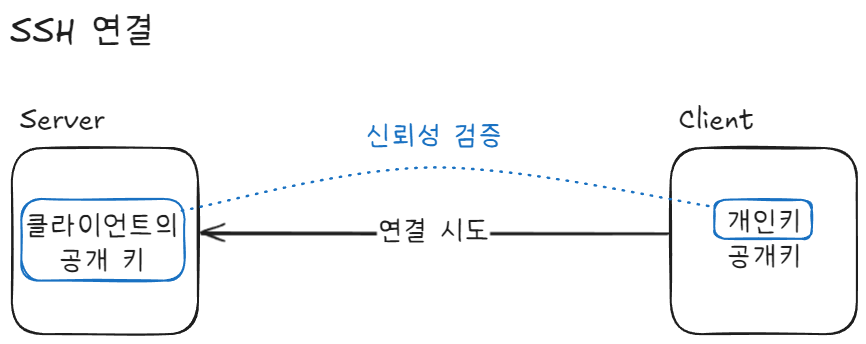 SSH 연결
Server
Client
신뢰성 검증
클라이언트의
공개 키
연결 시도
개인키
공개키